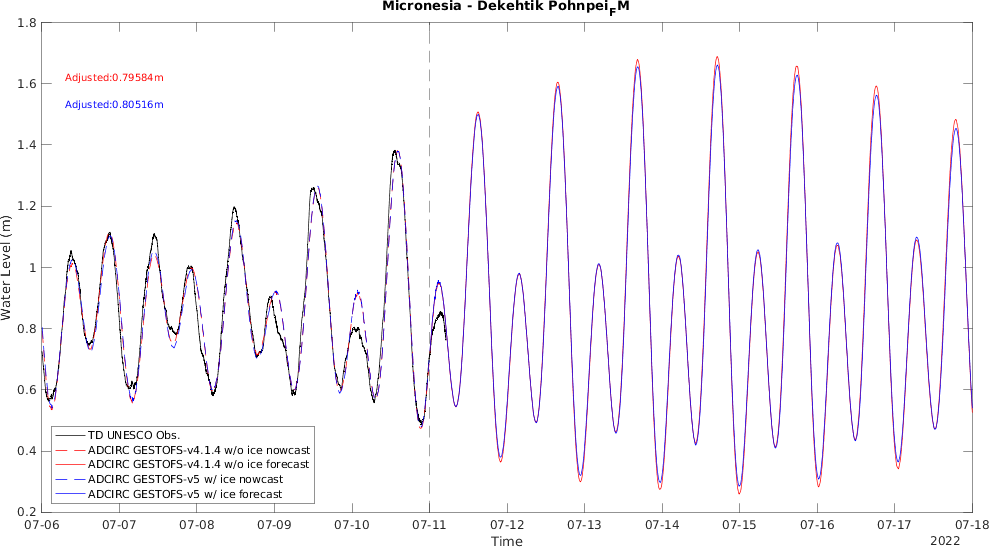 Micronesia - Dekehtik Pohnpei_FM
Adjusted:0.79584m
Adjusted:0.80516m
Water Level (m)
1.8
1.6
1.4
1.2
1
0.8
0.6
0.4
0.2
TD UNESCO Obs.
ADCIRC GESTOFS-v4.1.4 w/o ice nowcast
ADCIRC GESTOFS-v4.1.4 w/o ice forecast
ADCIRC GESTOFS-v5 w/ ice nowcast
ADCIRC GESTOFS-v5 w/ ice forecast
07-06 07-07 07-08 07-09 07-10 07-11 07-12 07-13 07-14 07-15 07-16 07-17 07-18
Time
2022